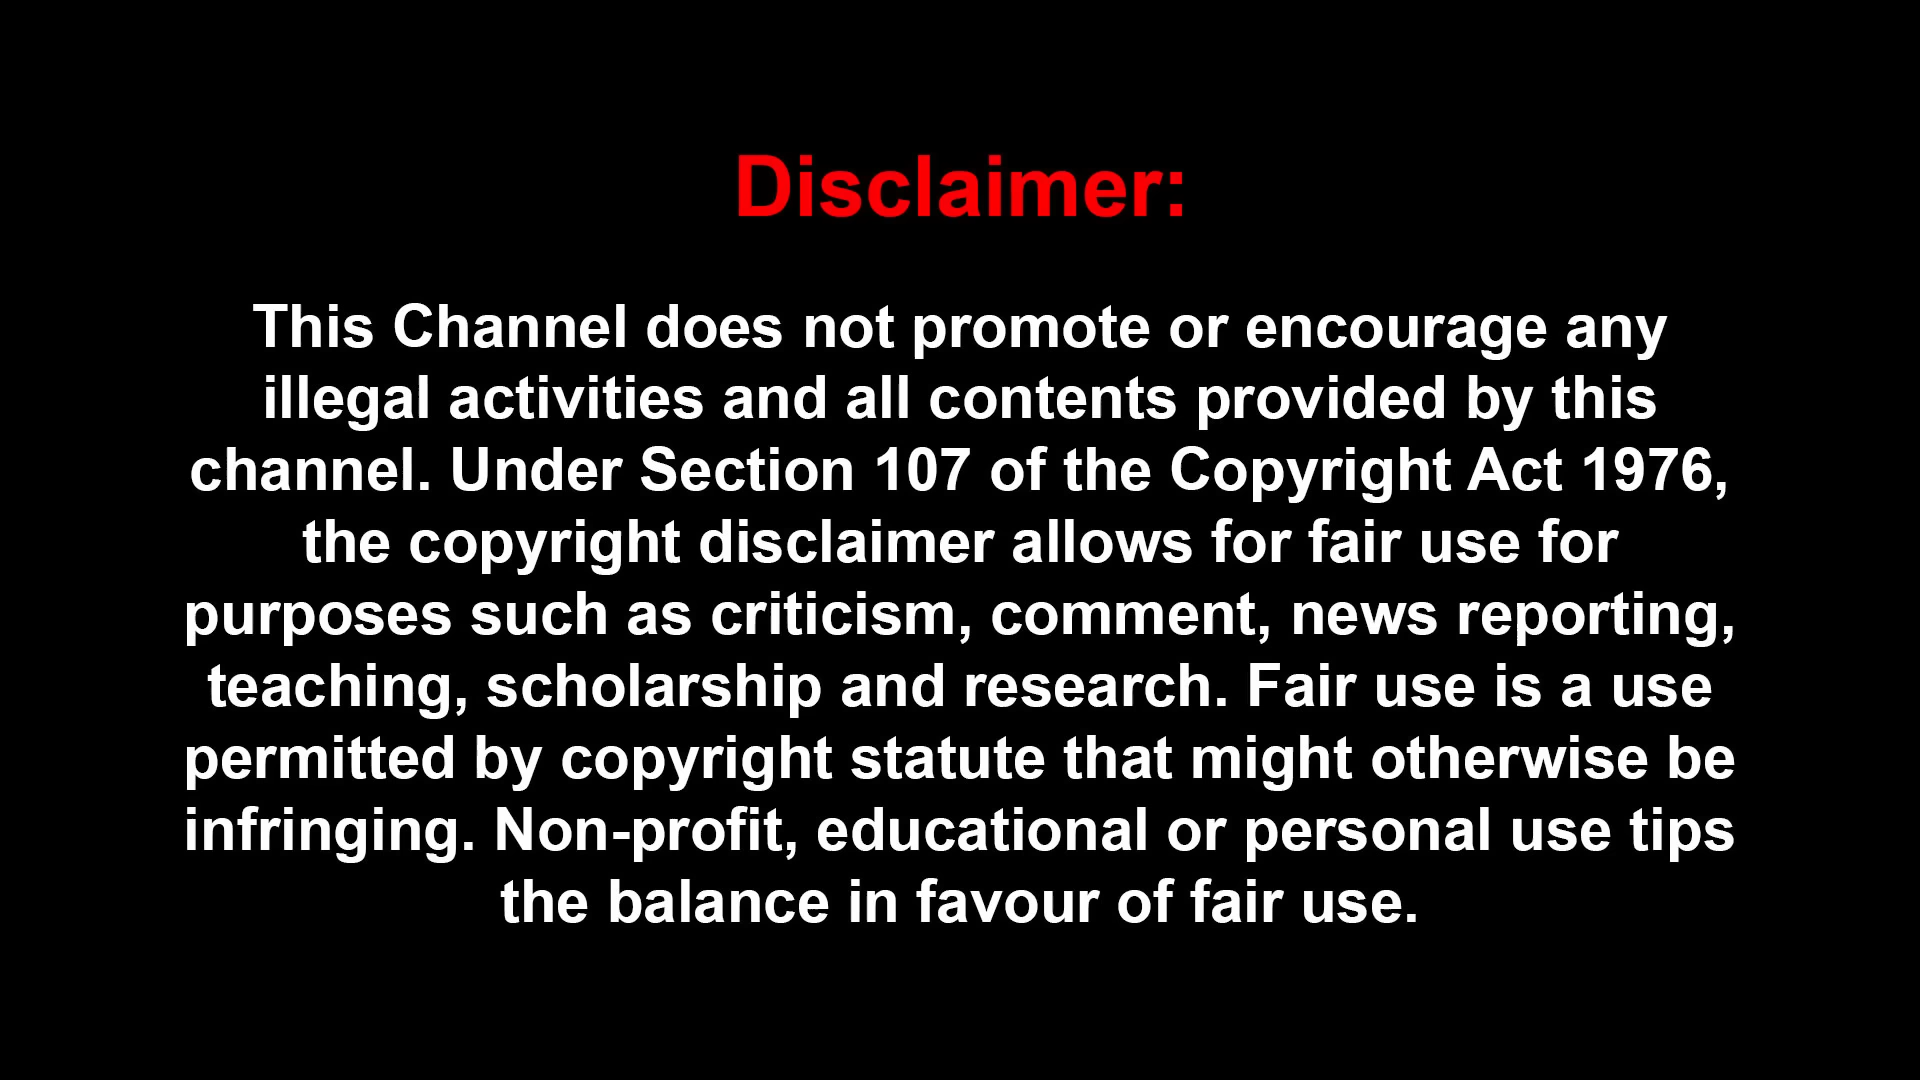 Disclaimer:
This Channel does not promote or encourage any
illegal activities and all contents provided by this
channel. Under Section 107 of the Copyright Act 1976,
the copyright disclaimer allows for fair use for
purposes such as criticism, comment, news reporting,
teaching, scholarship and research. Fair use is a use
permitted by copyright statute that might otherwise be
infringing. Non-profit, educational or personal use tips
the balance in favour of fair use.